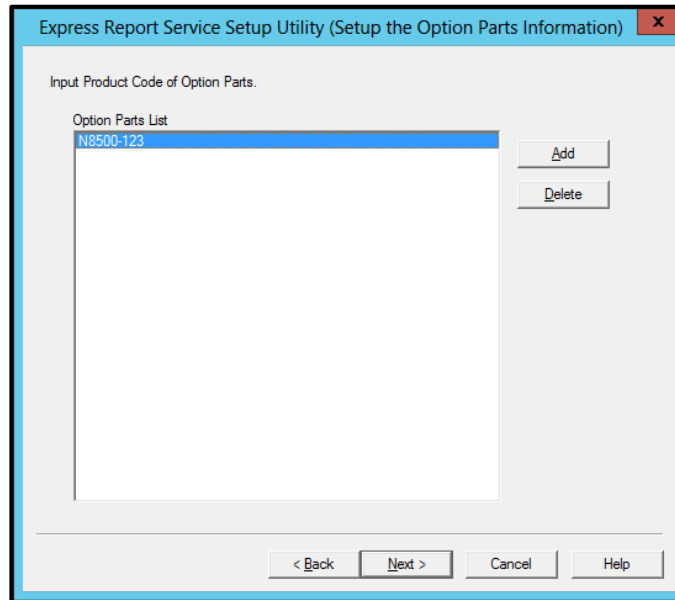 Express Report Service Setup Utility (Setup the Option Parts Information) x
Input Product Code of Option Parts.
Option Parts List
N8500-123
Add
Delete
< Back Next > Cancel Help